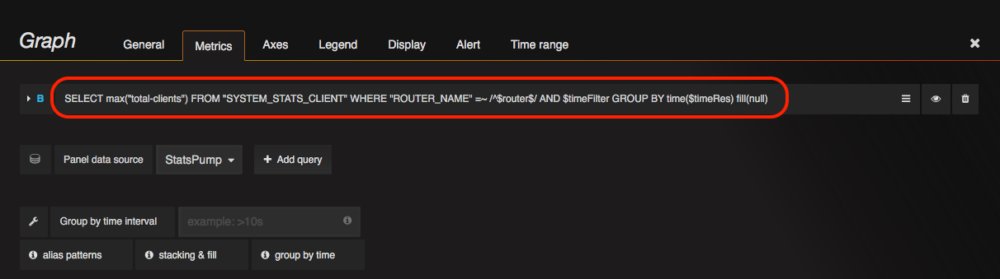 Graph General Metrics Axes Legend Display Alert Time range
B SELECT max("total-clients") FROM "SYSTEM_STATS_CLIENT" WHERE "ROUTER_NAME" =~ /^$router$/ AND $timeFilter GROUP BY time($timeRes) fill(null)
Panel data source StatsPump + Add query
Group by time interval example: >10s
alias patterns stacking & fill group by time